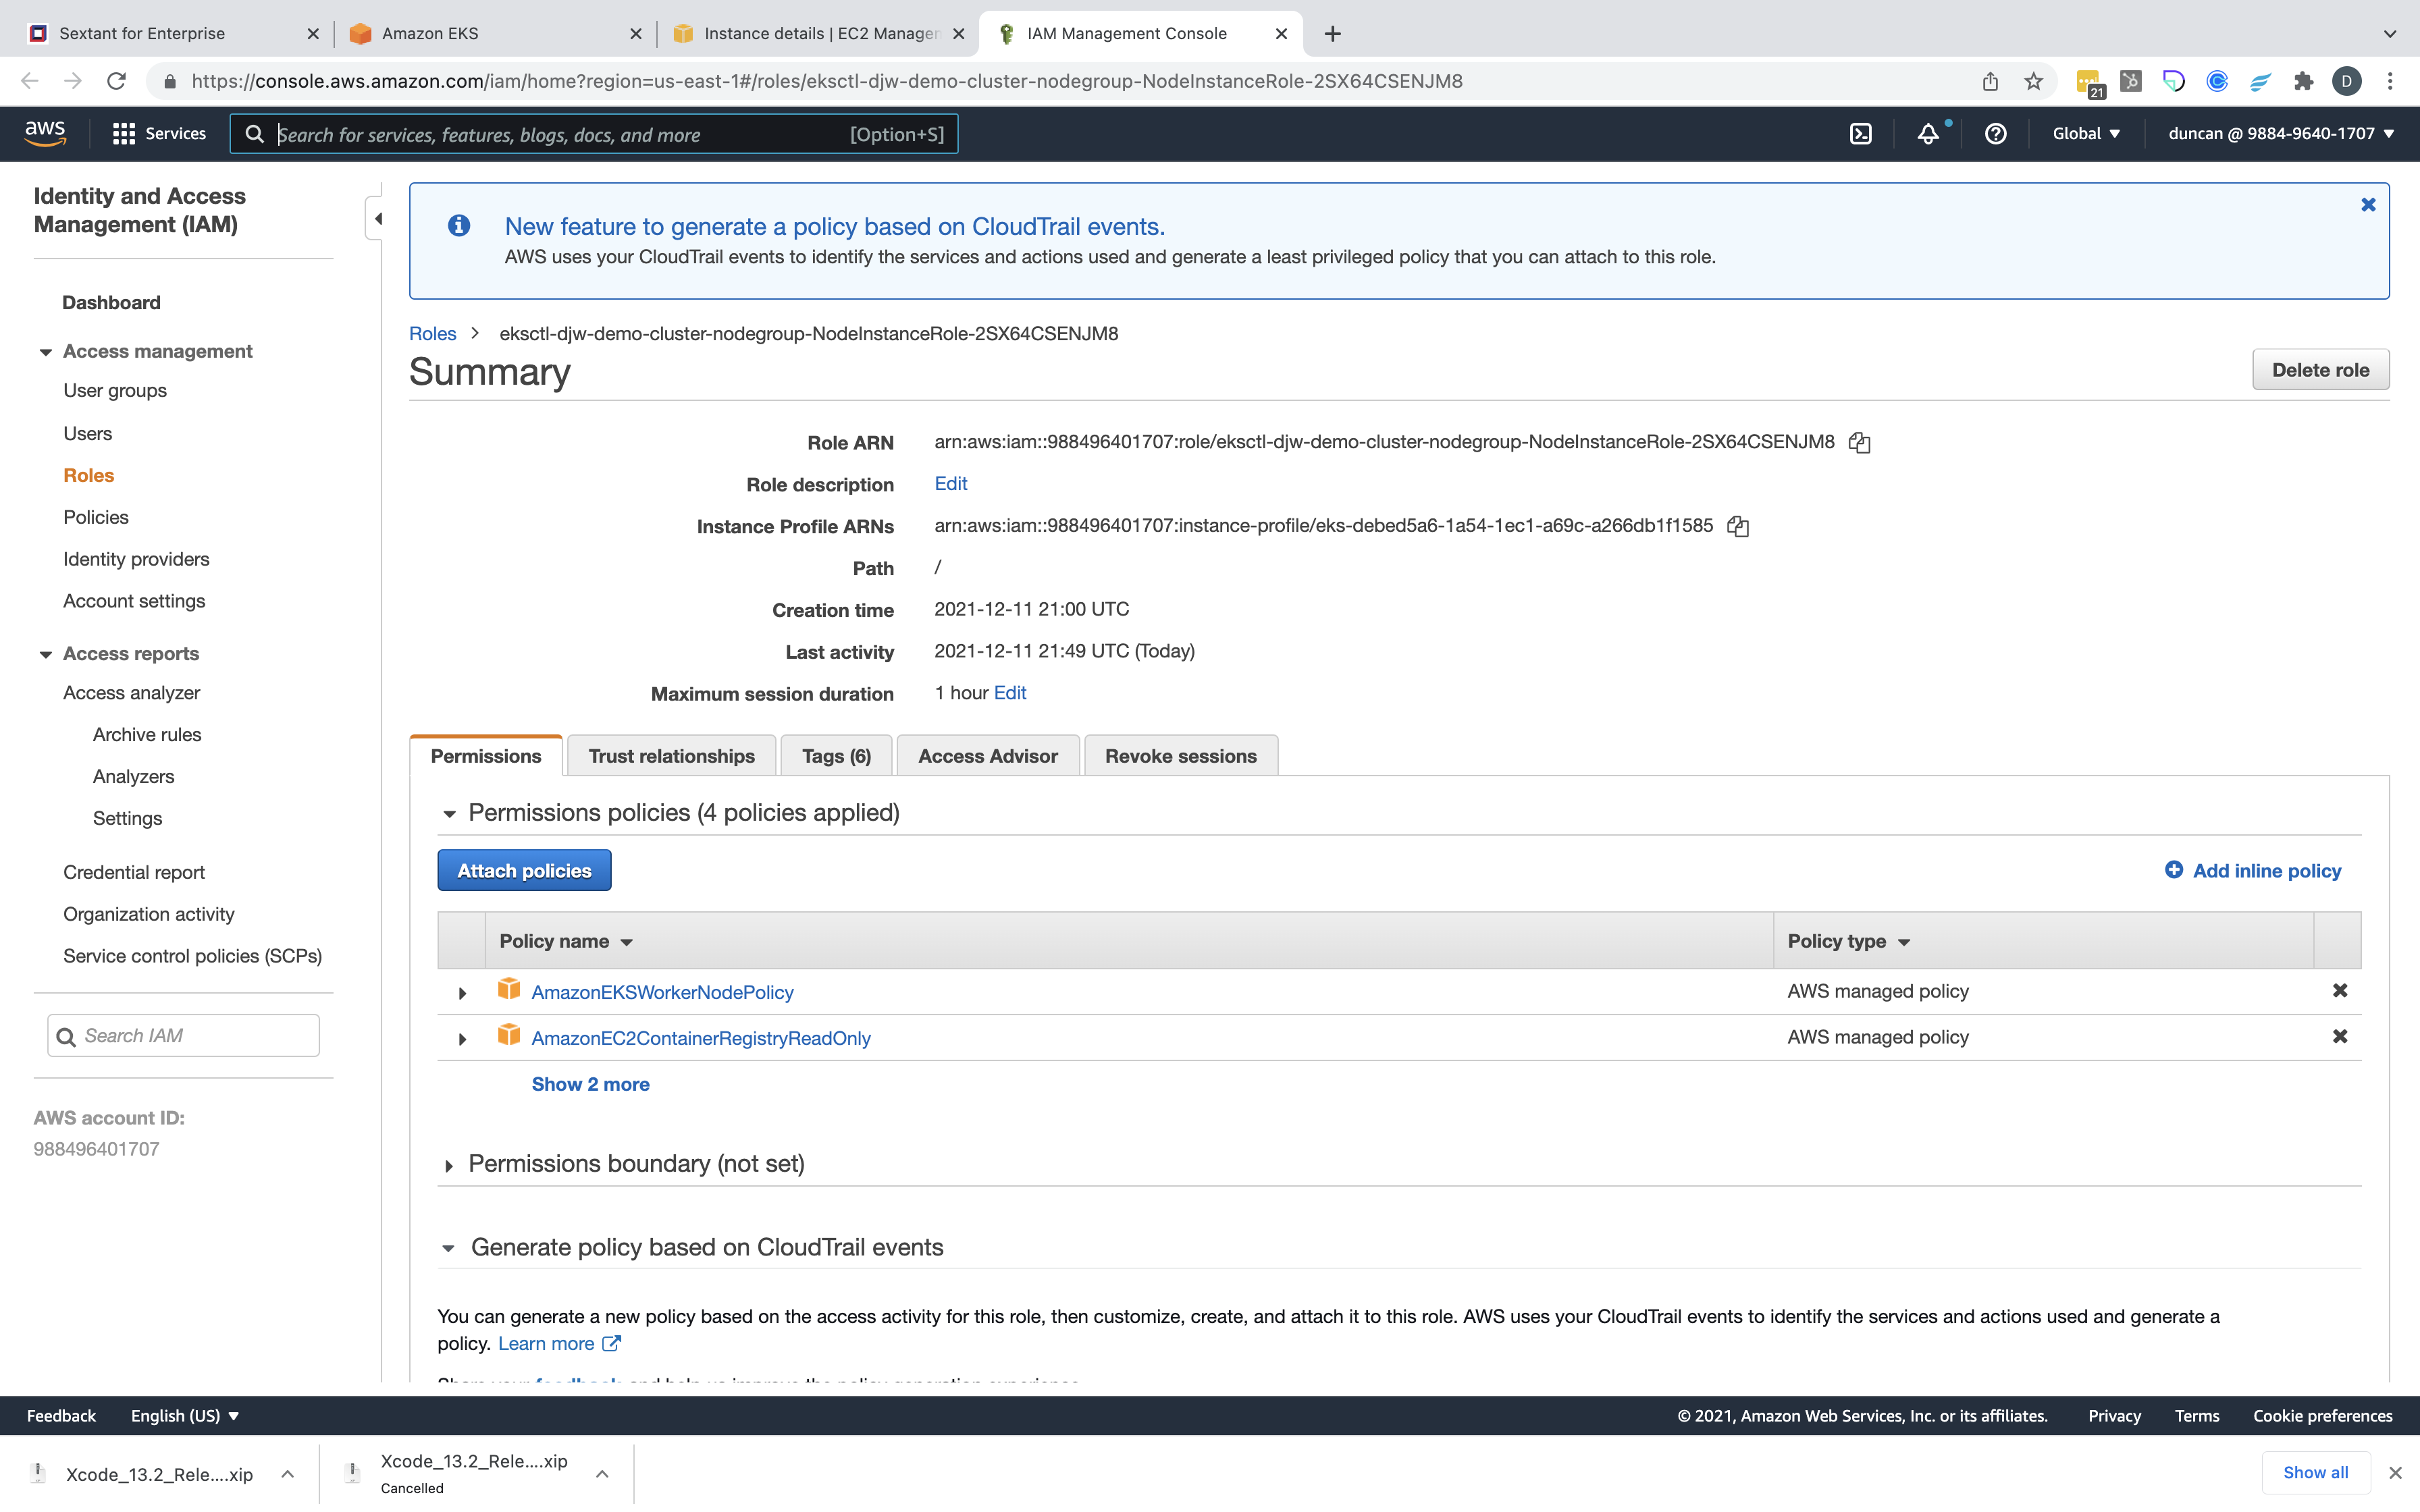 Sextant for Enterprise
Amazon EKS
Instance details | EC2 Manager
IAM Management Console
https://console.aws.amazon.com/iam/home?region=us-east-1#/roles/eksctl-djw-demo-cluster-nodegroup-NodeInstanceRole-2SX64CSENJM8
21
D
aws
Services
Search for services, features, blogs, docs, and more
[Option+S]
Global
duncan @ 9884-9640-1707
Identity and Access
Management (IAM)
Dashboard
Access management
User groups
Users
Roles
Policies
Identity providers
Account settings
Access reports
Access analyzer
Archive rules
Analyzers
Settings
Credential report
Organization activity
Service control policies (SCPs)
Search IAM
AWS account ID:
988496401707
New feature to generate a policy based on CloudTrail events.
AWS uses your CloudTrail events to identify the services and actions used and generate a least privileged policy that you can attach to this role.
Roles > eksctl-djw-demo-cluster-nodegroup-NodeInstanceRole-2SX64CSENJM8
Summary
Delete role
Role ARN arn:aws:iam::988496401707:role/eksctl-djw-demo-cluster-nodegroup-NodeInstanceRole-2SX64CSENJM8
Role description Edit
Instance Profile ARNs arn:aws:iam::988496401707:instance-profile/eks-debed5a6-1a54-1ec1-a69c-a266db1f1585
Path /
Creation time 2021-12-11 21:00 UTC
Last activity 2021-12-11 21:49 UTC (Today)
Maximum session duration 1 hour Edit
Permissions
Trust relationships
Tags (6)
Access Advisor
Revoke sessions
Permissions policies (4 policies applied)
Attach policies
Add inline policy
Policy name
Policy type
AmazonEKSWorkerNodePolicy AWS managed policy
AmazonEC2ContainerRegistryReadOnly AWS managed policy
Show 2 more
Permissions boundary (not set)
Generate policy based on CloudTrail events
You can generate a new policy based on the access activity for this role, then customize, create, and attach it to this role. AWS uses your CloudTrail events to identify the services and actions used and generate a
policy. Learn more
Share your feedback and help us improve the policy generation experience.
Feedback
English (US)
© 2021, Amazon Web Services, Inc. or its affiliates.
Privacy
Terms
Cookie preferences
Xcode_13.2_Rele....xip
Xcode_13.2_Rele....xip
Cancelled
Show all